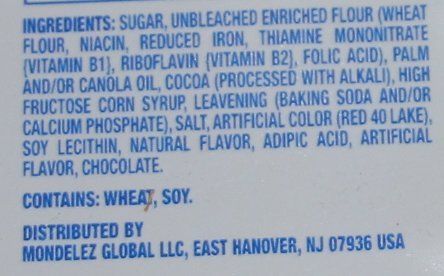 INGREDIENTS: SUGAR, UNBLEACHED ENRICHED FLOUR (WHEAT
FLOUR, NIACIN, REDUCED IRON, THIAMINE MONONITRATE
{VITAMIN B1}, RIBOFLAVIN {VITAMIN B2}, FOLIC ACID), PALM
AND/OR CANOLA OIL, COCOA (PROCESSED WITH ALKALI), HIGH
FRUCTOSE CORN SYRUP, LEAVENING (BAKING SODA AND/OR
CALCIUM PHOSPHATE), SALT, ARTIFICIAL COLOR (RED 40 LAKE),
SOY LECITHIN, NATURAL FLAVOR, ADIPIC ACID, ARTIFICIAL
FLAVOR, CHOCOLATE.
CONTAINS: WHEAT, SOY.
DISTRIBUTED BY
MONDELEZ GLOBAL LLC, EAST HANOVER, NJ 07936 USA